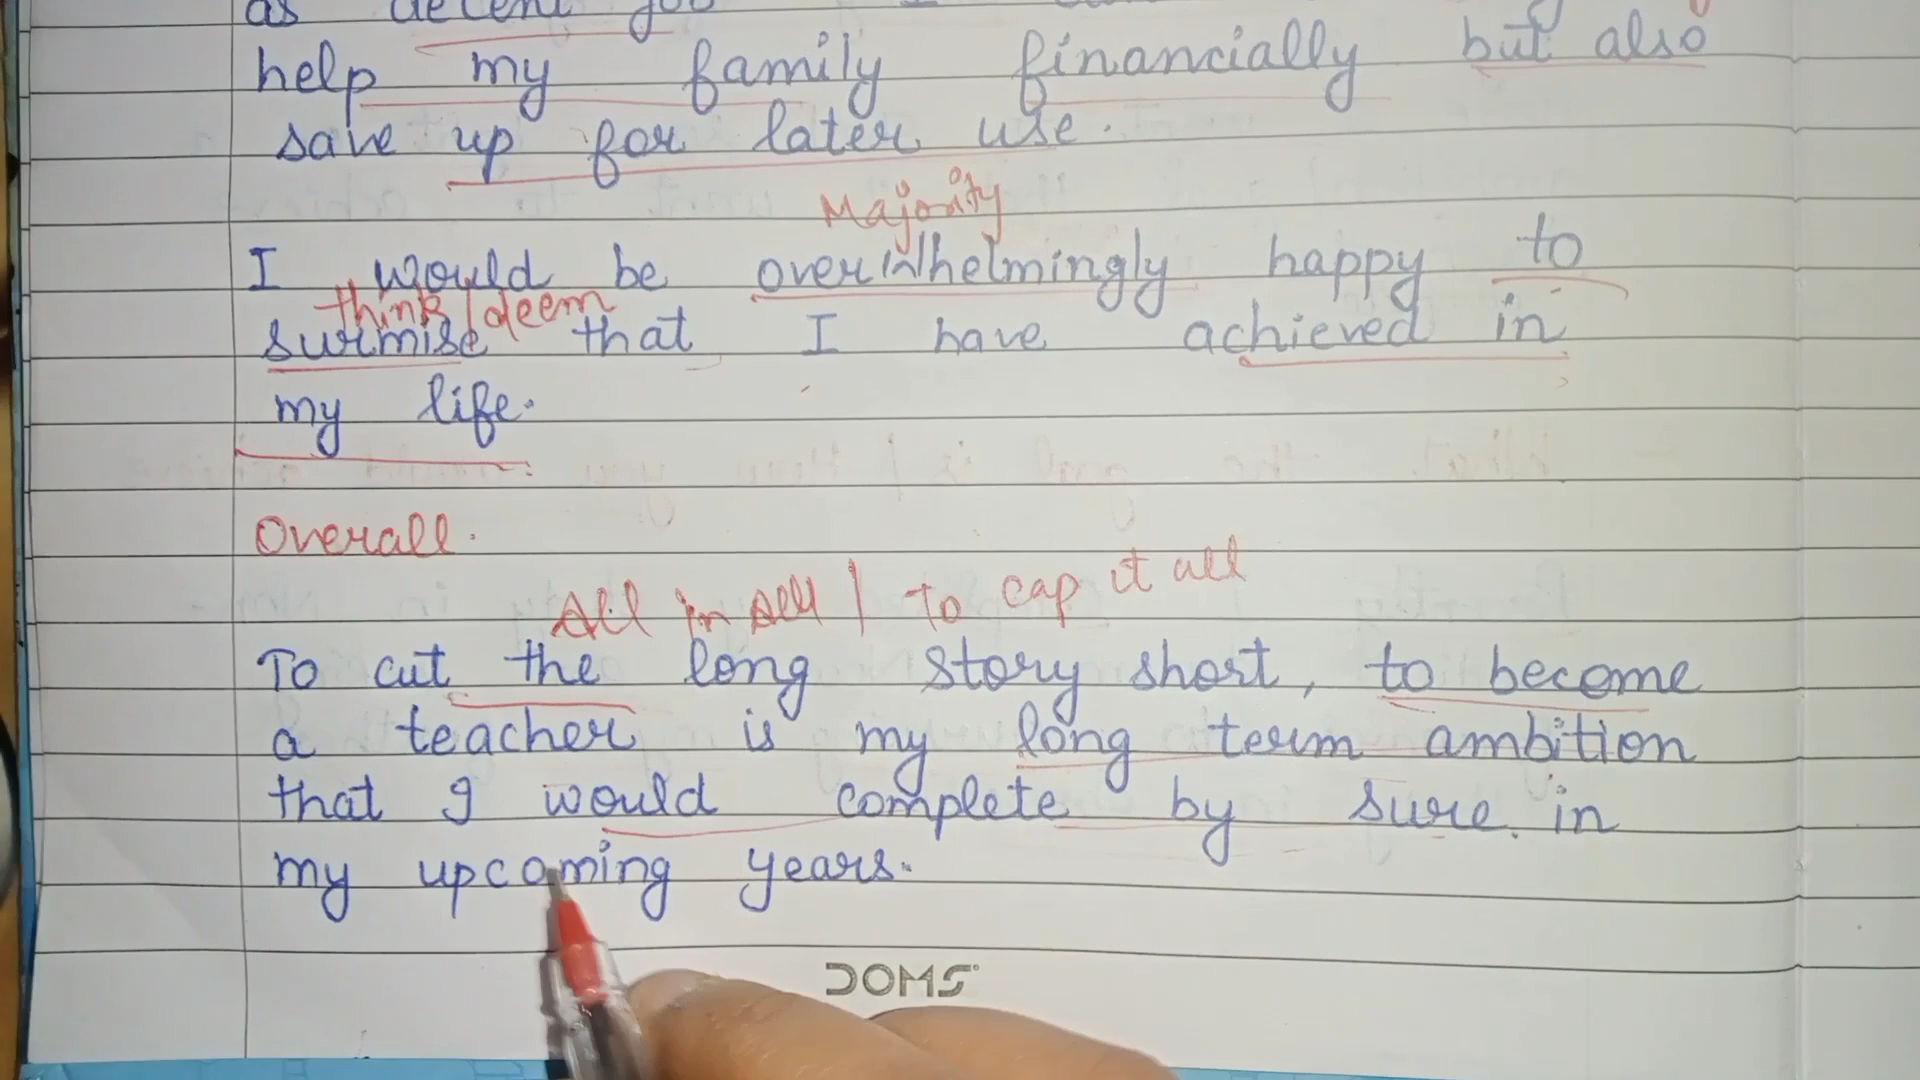 as decent job I
help my family financially but also
save up for later use.
Majority
I would be overwhelmingly happy to
think/deem
surmise that I have achieved in
my life.
Overall.
All in All / to cap it all
To cut the long story short, to become
a teacher is my long term ambition
that I would complete by sure in
my upcoming years.
DOMS